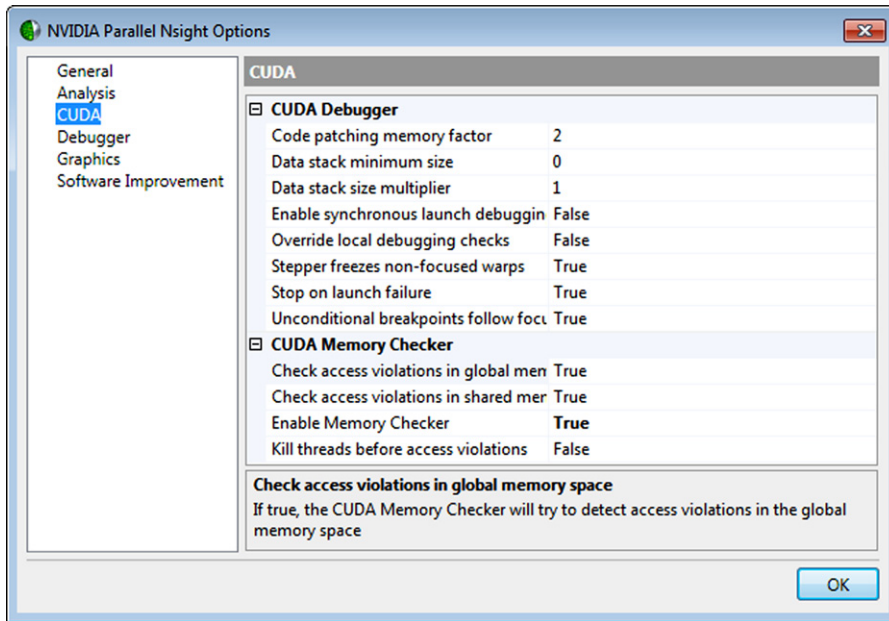 NVIDIA Parallel Nsight Options
General
Analysis
CUDA
Debugger
Graphics
Software Improvement
CUDA
CUDA Debugger
Code patching memory factor 2
Data stack minimum size 0
Data stack size multiplier 1
Enable synchronous launch debuggin False
Override local debugging checks False
Stepper freezes non-focused warps True
Stop on launch failure True
Unconditional breakpoints follow focu True
CUDA Memory Checker
Check access violations in global mem True
Check access violations in shared mer True
Enable Memory Checker True
Kill threads before access violations False
Check access violations in global memory space
If true, the CUDA Memory Checker will try to detect access violations in the global
memory space
OK